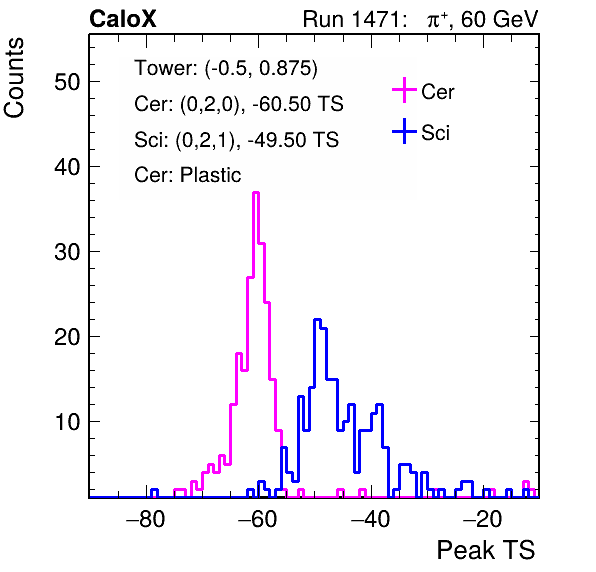 CaloX Run 1471: π⁺, 60 GeV
Counts
Tower: (-0.5, 0.875)
Cer: (0,2,0), -60.50 TS
Sci: (0,2,1), -49.50 TS
Cer: Plastic
Cer
Sci
50
40
30
20
10
−80 −60 −40 −20
Peak TS